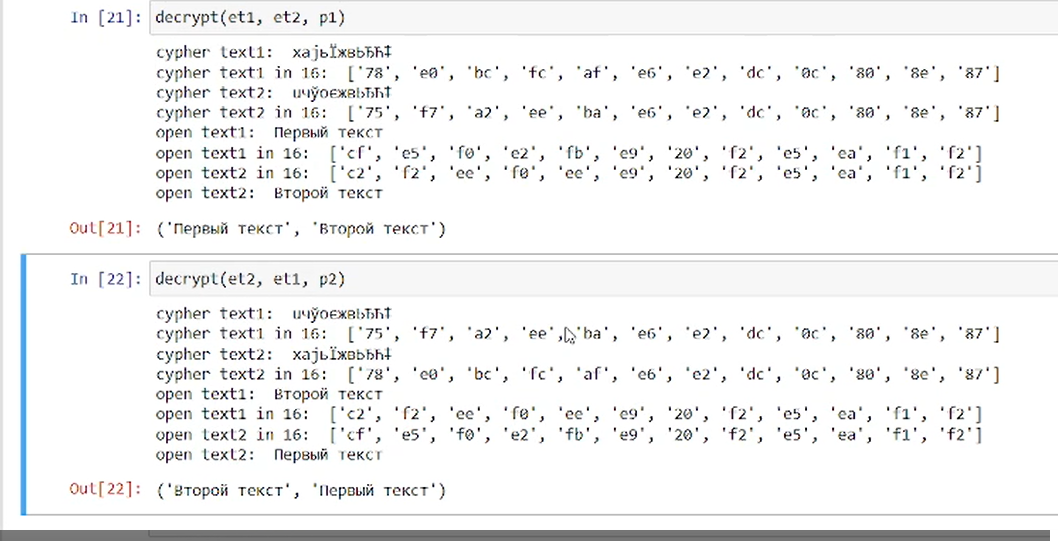 In [21]: decrypt(et1, et2, p1)
cypher text1:  xајьЇжвЬЂЋ‡
cypher text1 in 16:  ['78', 'e0', 'bc', 'fc', 'af', 'e6', 'e2', 'dc', '0c', '80', '8e', '87']
cypher text2:  uчўоєжвЬЂЋ‡
cypher text2 in 16:  ['75', 'f7', 'a2', 'ee', 'ba', 'e6', 'e2', 'dc', '0c', '80', '8e', '87']
open text1:  Первый текст
open text1 in 16:  ['cf', 'e5', 'f0', 'e2', 'fb', 'e9', '20', 'f2', 'e5', 'ea', 'f1', 'f2']
open text2 in 16:  ['c2', 'f2', 'ee', 'f0', 'ee', 'e9', '20', 'f2', 'e5', 'ea', 'f1', 'f2']
open text2:  Второй текст
Out[21]: ('Первый текст', 'Второй текст')
In [22]: decrypt(et2, et1, p2)
cypher text1:  uчўоєжвЬЂЋ‡
cypher text1 in 16:  ['75', 'f7', 'a2', 'ee', 'ba', 'e6', 'e2', 'dc', '0c', '80', '8e', '87']
cypher text2:  xајьЇжвЬЂЋ‡
cypher text2 in 16:  ['78', 'e0', 'bc', 'fc', 'af', 'e6', 'e2', 'dc', '0c', '80', '8e', '87']
open text1:  Второй текст
open text1 in 16:  ['c2', 'f2', 'ee', 'f0', 'ee', 'e9', '20', 'f2', 'e5', 'ea', 'f1', 'f2']
open text2 in 16:  ['cf', 'e5', 'f0', 'e2', 'fb', 'e9', '20', 'f2', 'e5', 'ea', 'f1', 'f2']
open text2:  Первый текст
Out[22]: ('Второй текст', 'Первый текст')